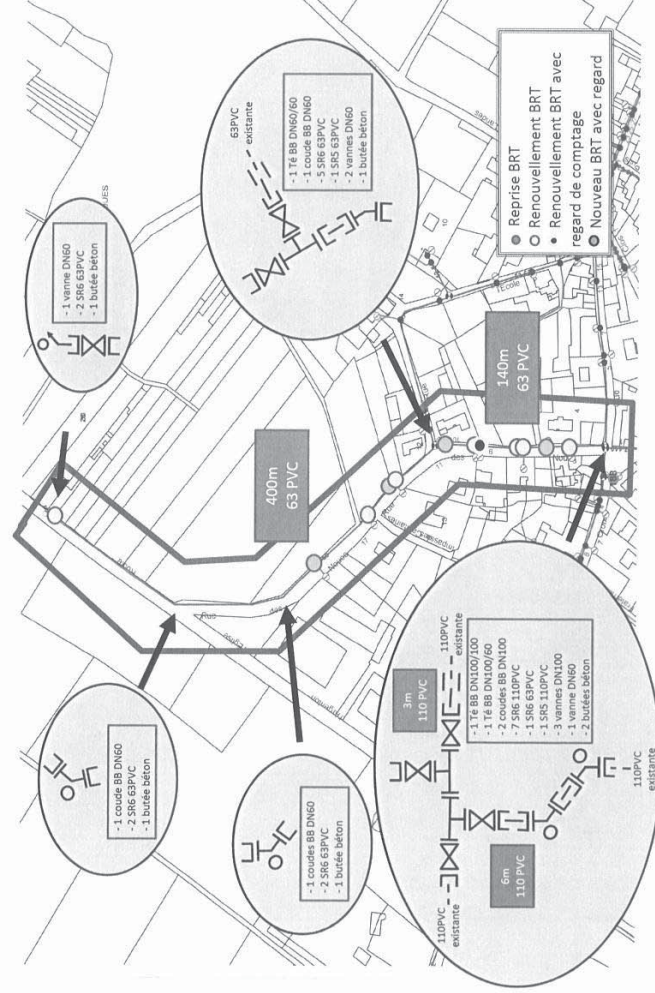 - 1 vanne DN60
- 2 SR6 63PVC
- 1 butée béton
63PVC
existante
- 1 Té BB DN60/60
- 1 coude BB DN60
- 5 SR6 63PVC
- 1 SR5 63PVC
- 2 vannes DN60
- 1 butée béton
400m
63 PVC
140m
63 PVC
Reprise BRT
Renouvellement BRT
Renouvellement BRT avec
regard de comptage
Nouveau BRT avec regard
- 1 coude BB DN60
- 2 SR6 63PVC
- 1 butée béton
- 1 coudes BB DN60
- 2 SR6 63PVC
- 1 butée béton
3m
110 PVC
110PVC
existante
- 1 Té BB DN100/100
- 1 Té BB DN100/60
- 2 coudes BB DN100
- 7 SR6 110PVC
- 1 SR6 63PVC
- 1 SR5 110PVC
- 3 vannes DN100
- 1 vanne DN60
- 2 butées béton
110PVC
existante
6m
110 PVC
110PVC
existante
Rue
des
Noyers
Ecole